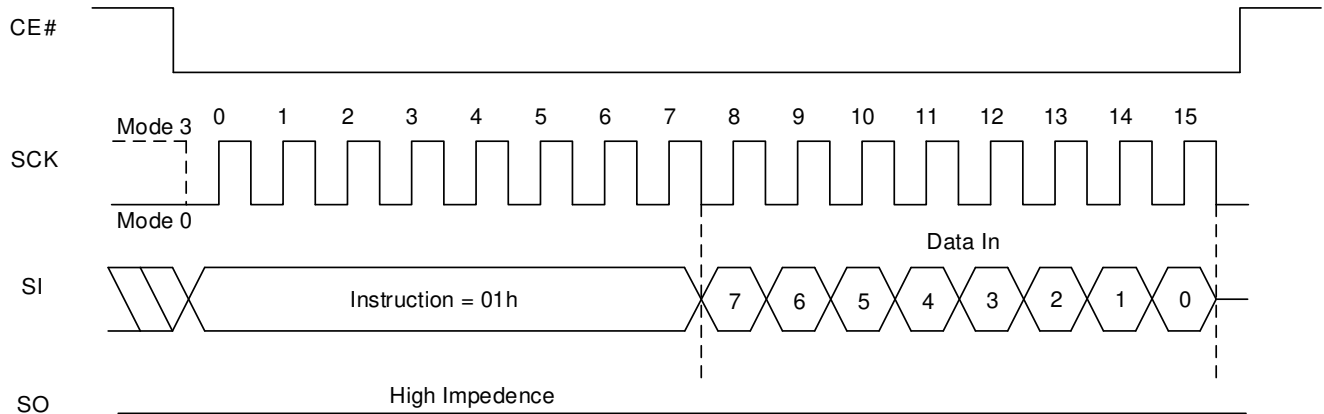 CE#
Mode 3
0 1 2 3 4 5 6 7 8 9 10 11 12 13 14 15
SCK
Mode 0
Data In
SI
Instruction = 01h
7 6 5 4 3 2 1 0
High Impedence
SO